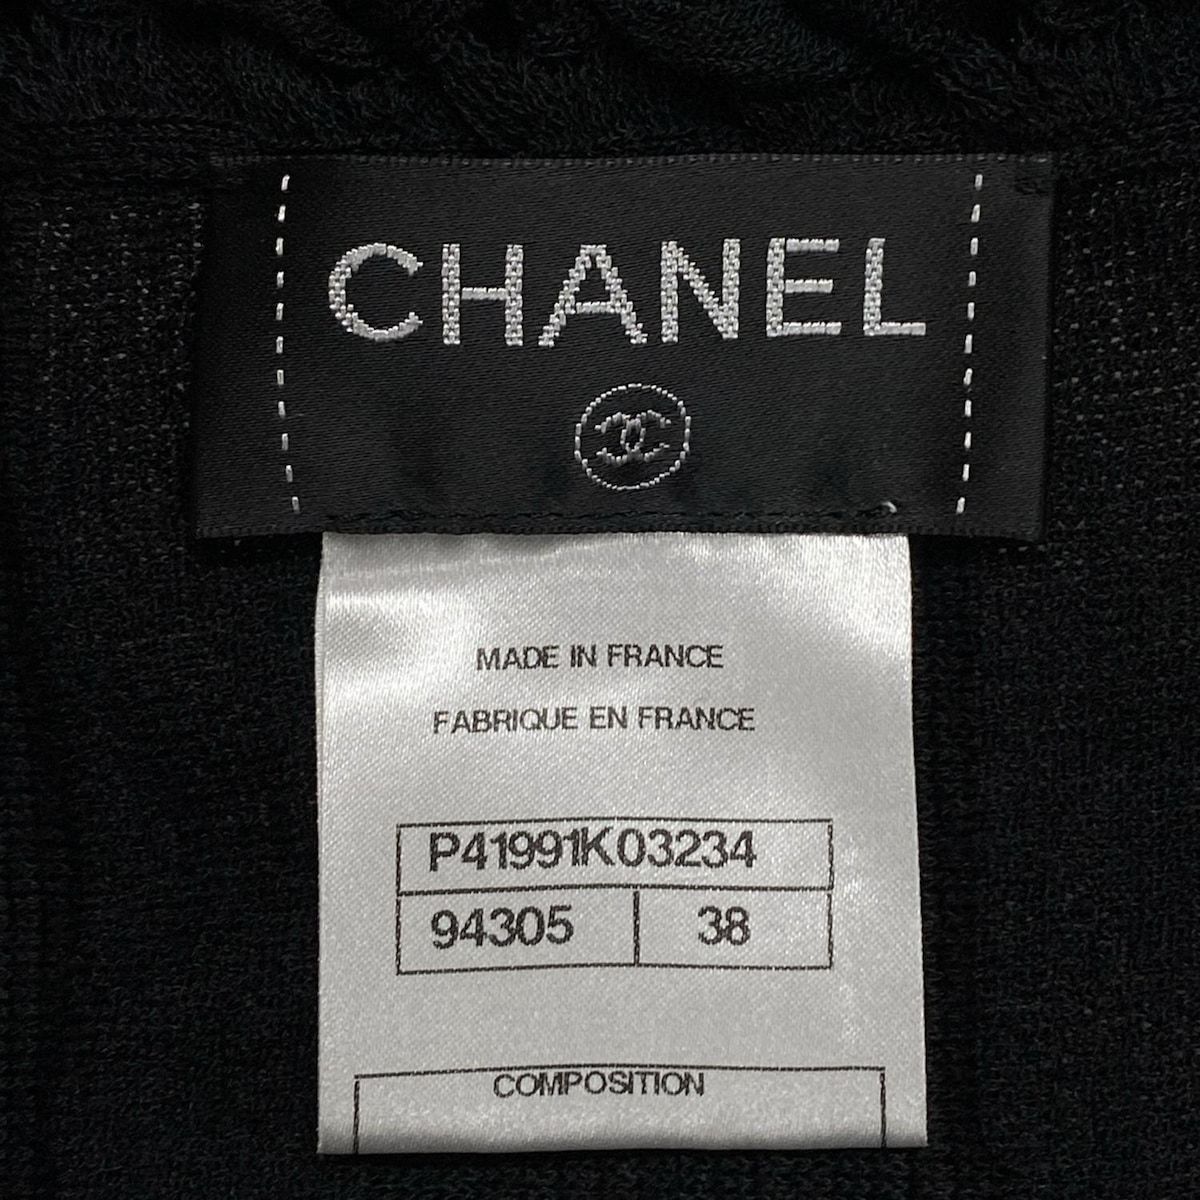 CHANEL
MADE IN FRANCE
FABRIQUE EN FRANCE
P41991K03234
94305 38
COMPOSITION